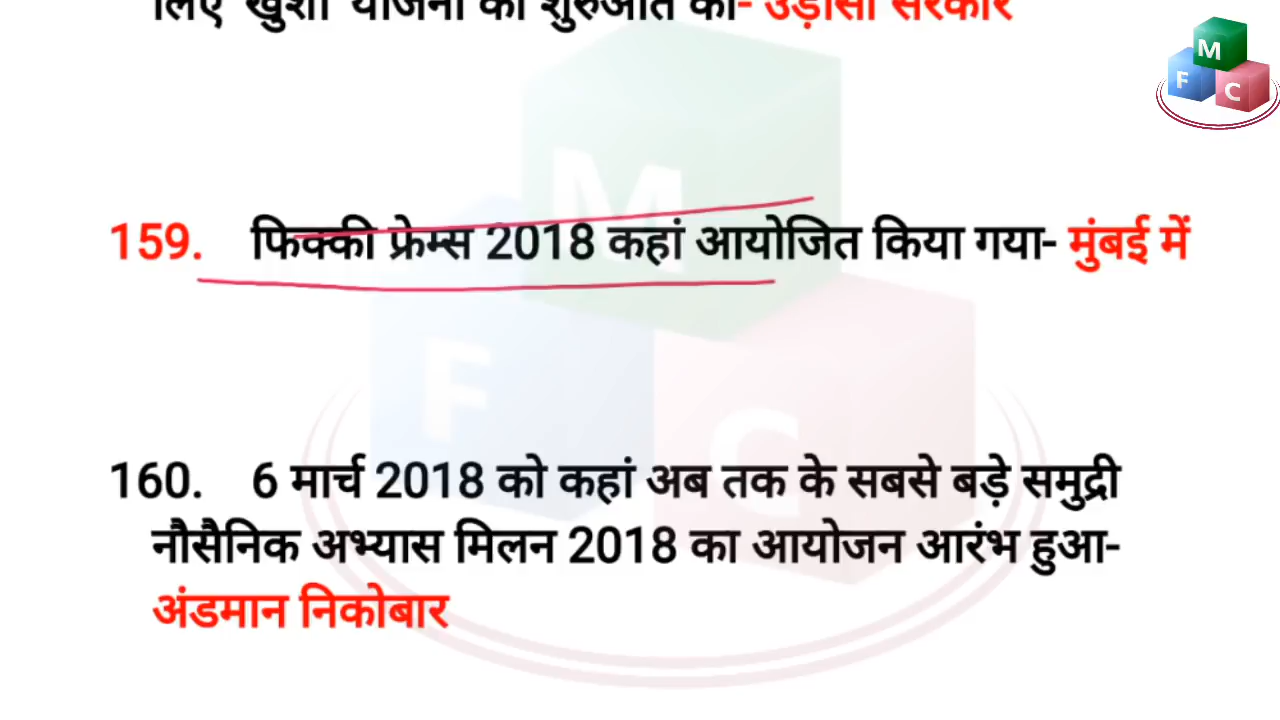 लिए खुशी योजना की शुरुआत की- उड़ीसा सरकार
M
F C
159. फिक्की फ्रेम्स 2018 कहां आयोजित किया गया- मुंबई में
160. 6 मार्च 2018 को कहां अब तक के सबसे बड़े समुद्री
नौसैनिक अभ्यास मिलन 2018 का आयोजन आरंभ हुआ-
अंडमान निकोबार
M
F
C